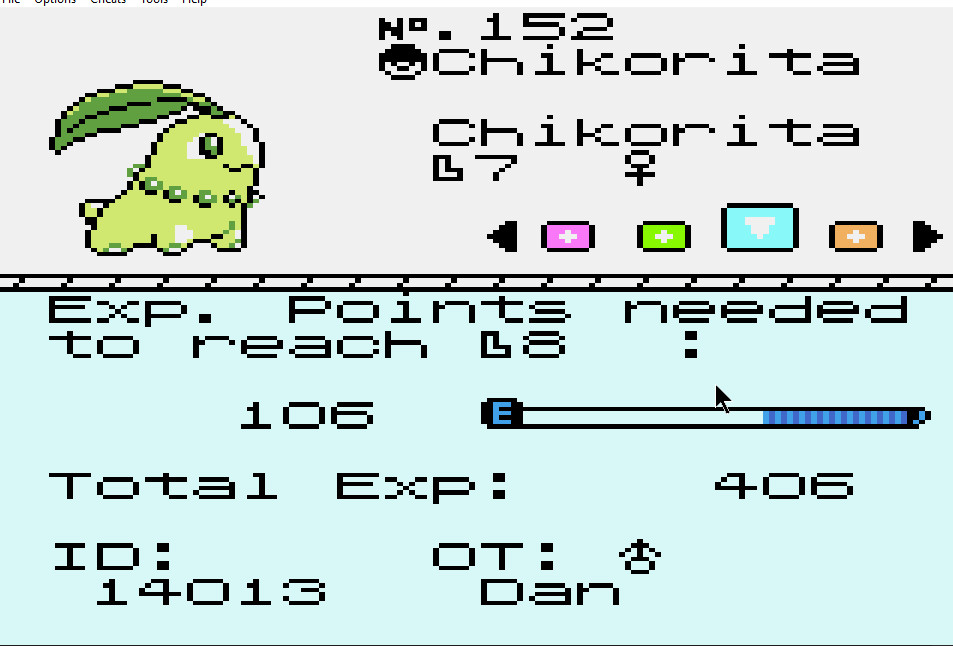 File Options Cheats Tools Help
№.152
Chikorita
Chikorita
L7 ♀
Exp. Points needed
to reach L8 :
106 E
Total Exp: 406
ID: OT:
14013 Dan